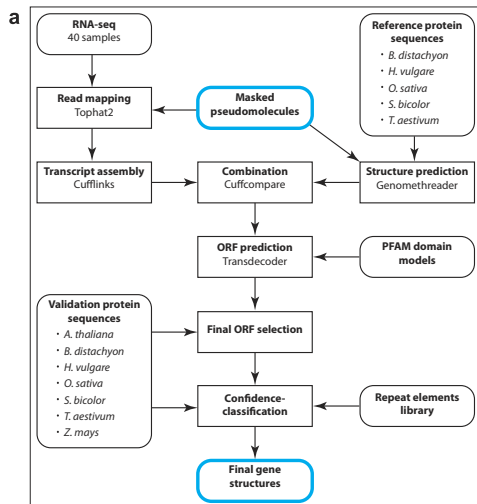 a
RNA-seq
40 samples
Reference protein
sequences
• B. distachyon
• H. vulgare
• O. sativa
• S. bicolor
• T. aestivum
Read mapping
Tophat2
Masked
pseudomolecules
Transcript assembly
Cufflinks
Combination
Cuffcompare
Structure prediction
Genomethreader
ORF prediction
Transdecoder
PFAM domain
models
Validation protein
sequences
• A. thaliana
• B. distachyon
• H. vulgare
• O. sativa
• S. bicolor
• T. aestivum
• Z. mays
Final ORF selection
Confidence-
classification
Repeat elements
library
Final gene
structures